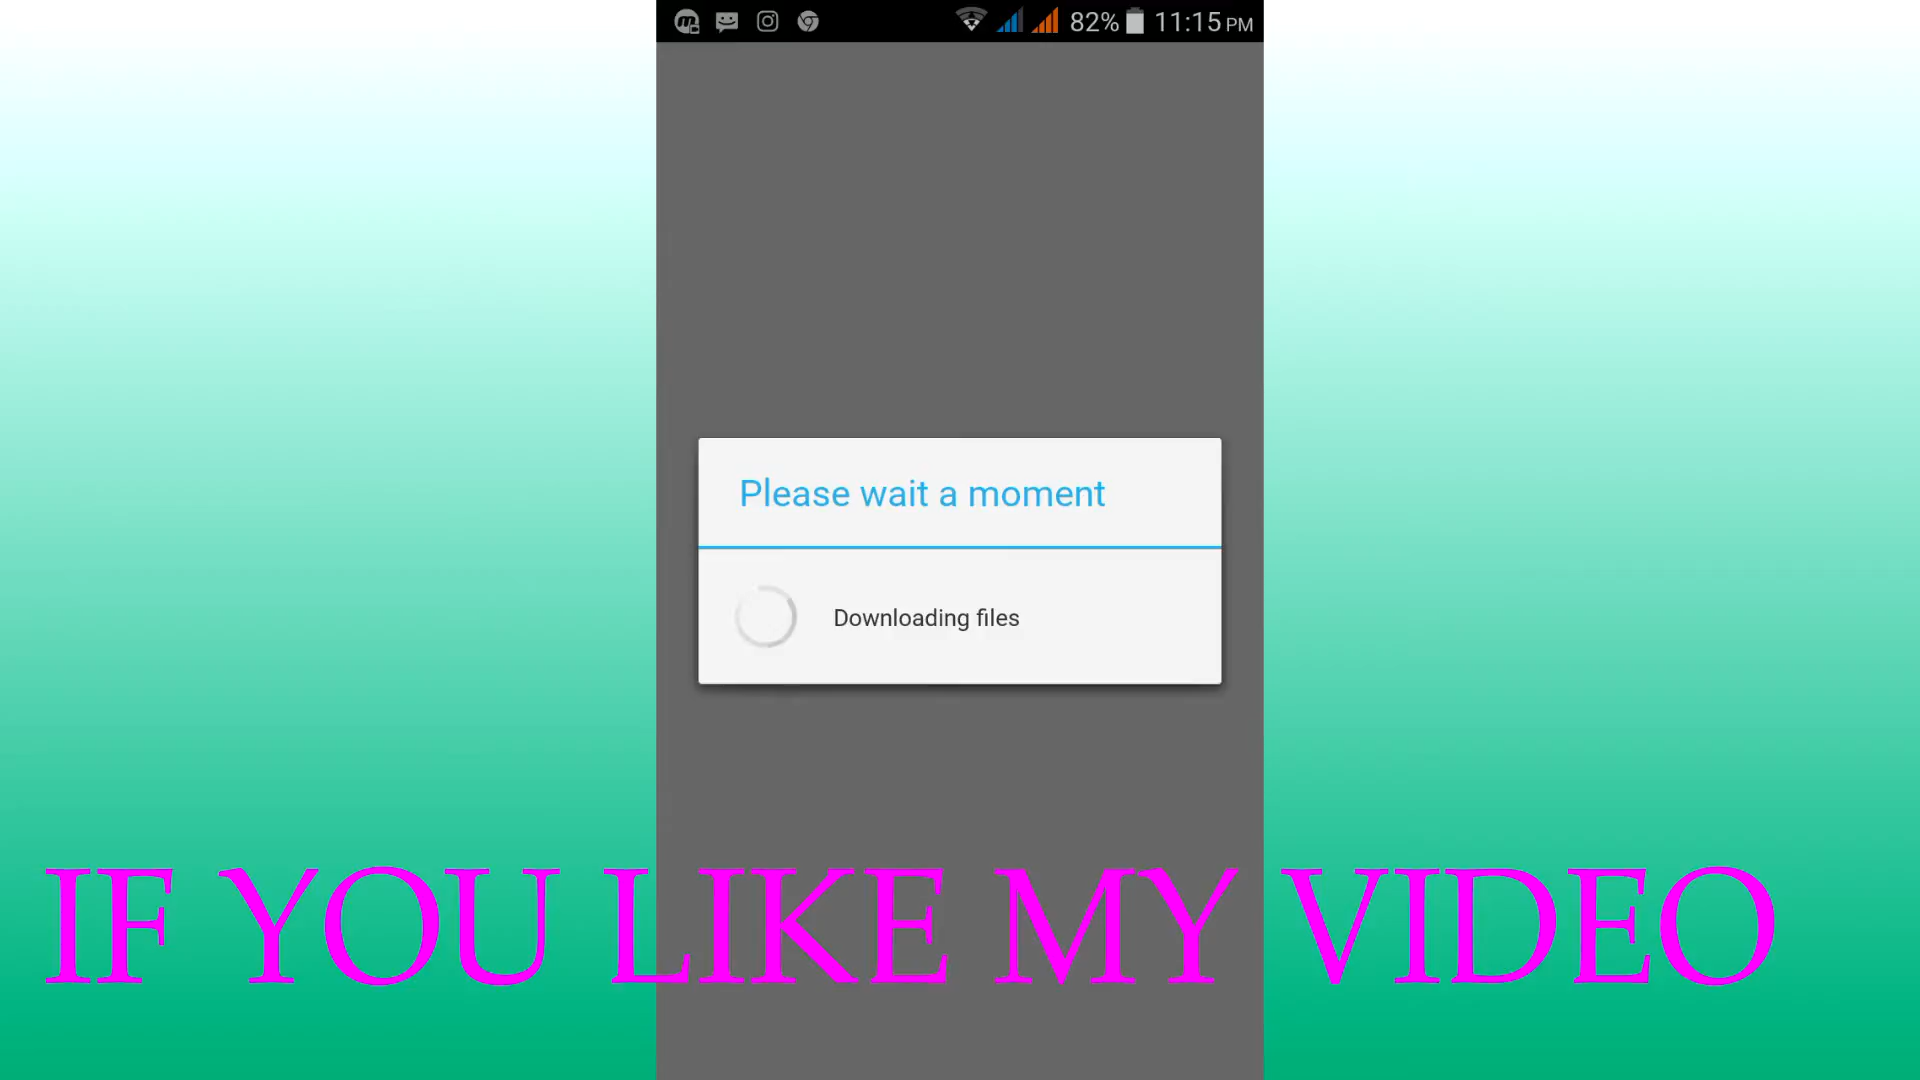 82% 11:15 PM
Please wait a moment
Downloading files
IF YOU LIKE MY VIDEO